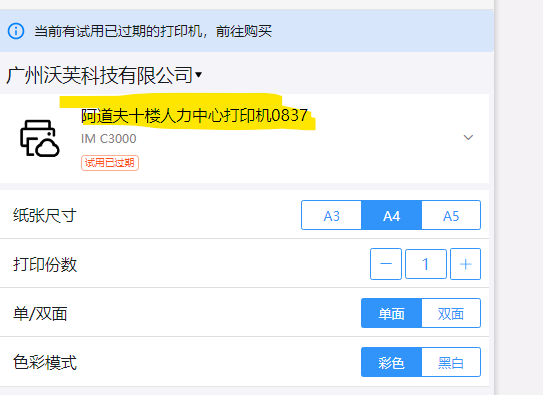 当前有试用已过期的打印机，前往购买
广州沃芙科技有限公司
阿道夫十楼人力中心打印机0837
IM C3000
试用已过期
纸张尺寸 A3 A4 A5
打印份数 1
单/双面 单面 双面
色彩模式 彩色 黑白